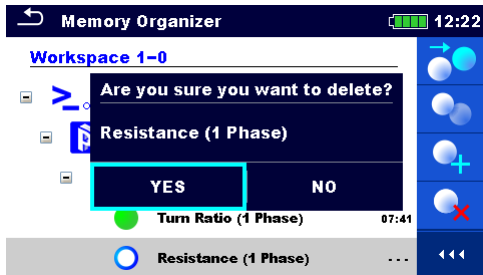 Memory Organizer 12:22
Workspace 1-0
Are you sure you want to delete?
Resistance (1 Phase)
YES NO
Turn Ratio (1 Phase) 07:41
Resistance (1 Phase) ---